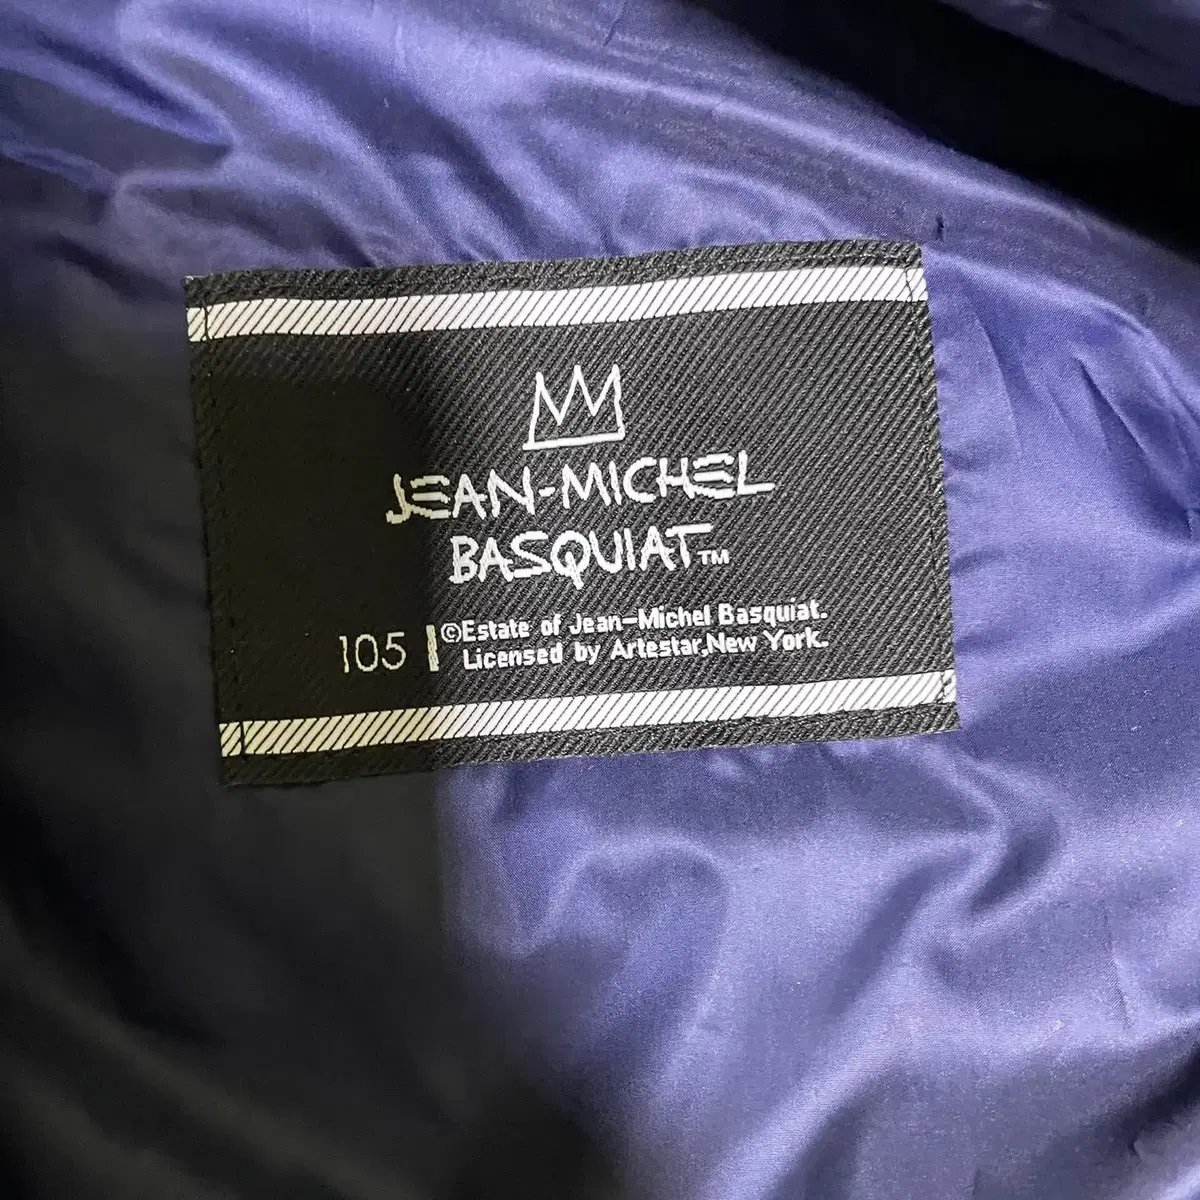 JEAN-MICHEL
BASQUIAT™
105 | ©Estate of Jean-Michel Basquiat.
Licensed by Artestar,New York.